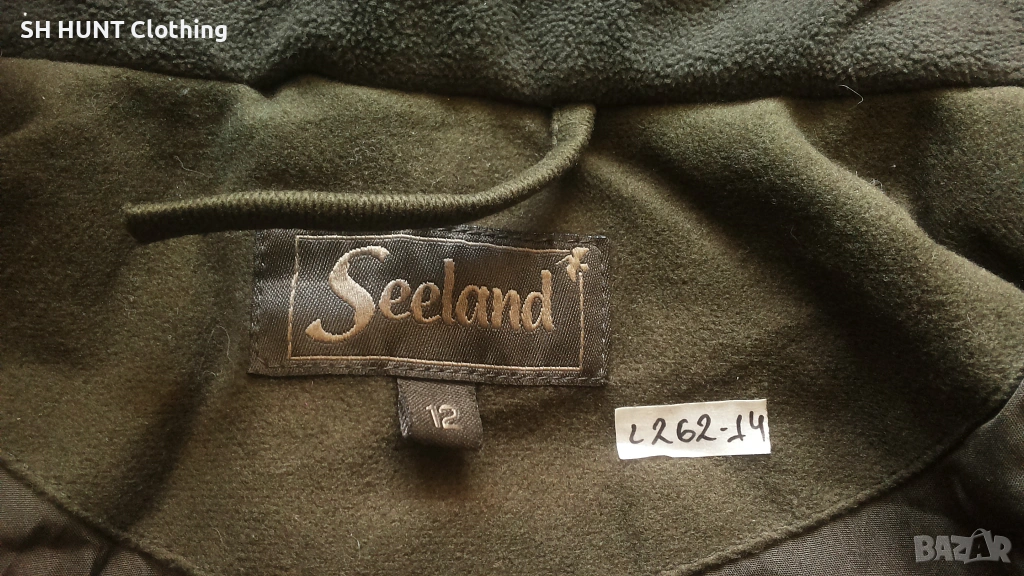 SH HUNT Clothing
Seeland
12
L262-14
BAZAR